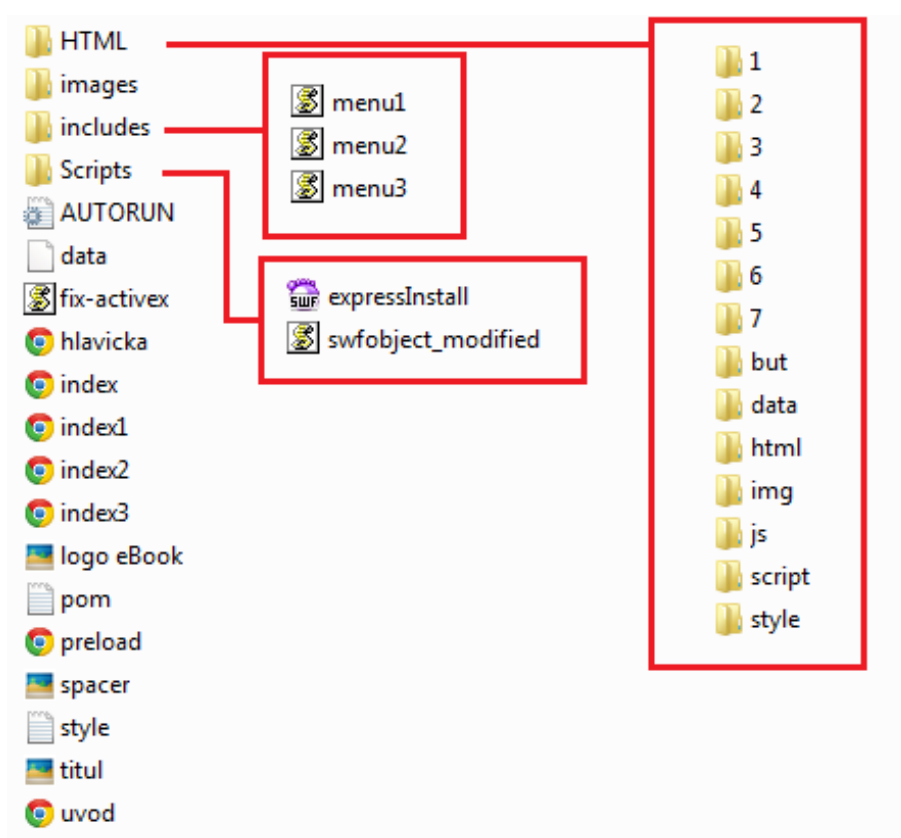 HTML
images
includes
Scripts
AUTORUN
data
fix-activex
hlavicka
index
index1
index2
index3
logo eBook
pom
preload
spacer
style
titul
uvod
menu1
menu2
menu3
SWF
expressInstall
swfobject_modified
1
2
3
4
5
6
7
but
data
html
img
js
script
style